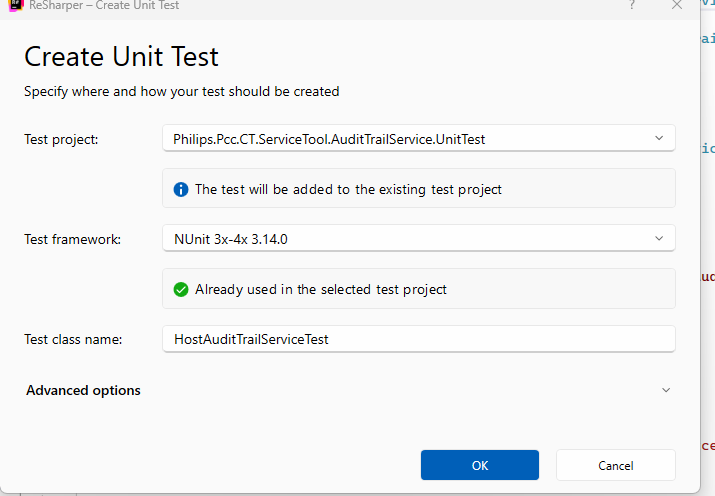 ReSharper – Create Unit Test
?
Create Unit Test
Specify where and how your test should be created
Test project:
Philips.Pcc.CT.ServiceTool.AuditTrailService.UnitTest
The test will be added to the existing test project
Test framework:
NUnit 3x-4x 3.14.0
Already used in the selected test project
Test class name:
HostAuditTrailServiceTest
Advanced options
OK
Cancel